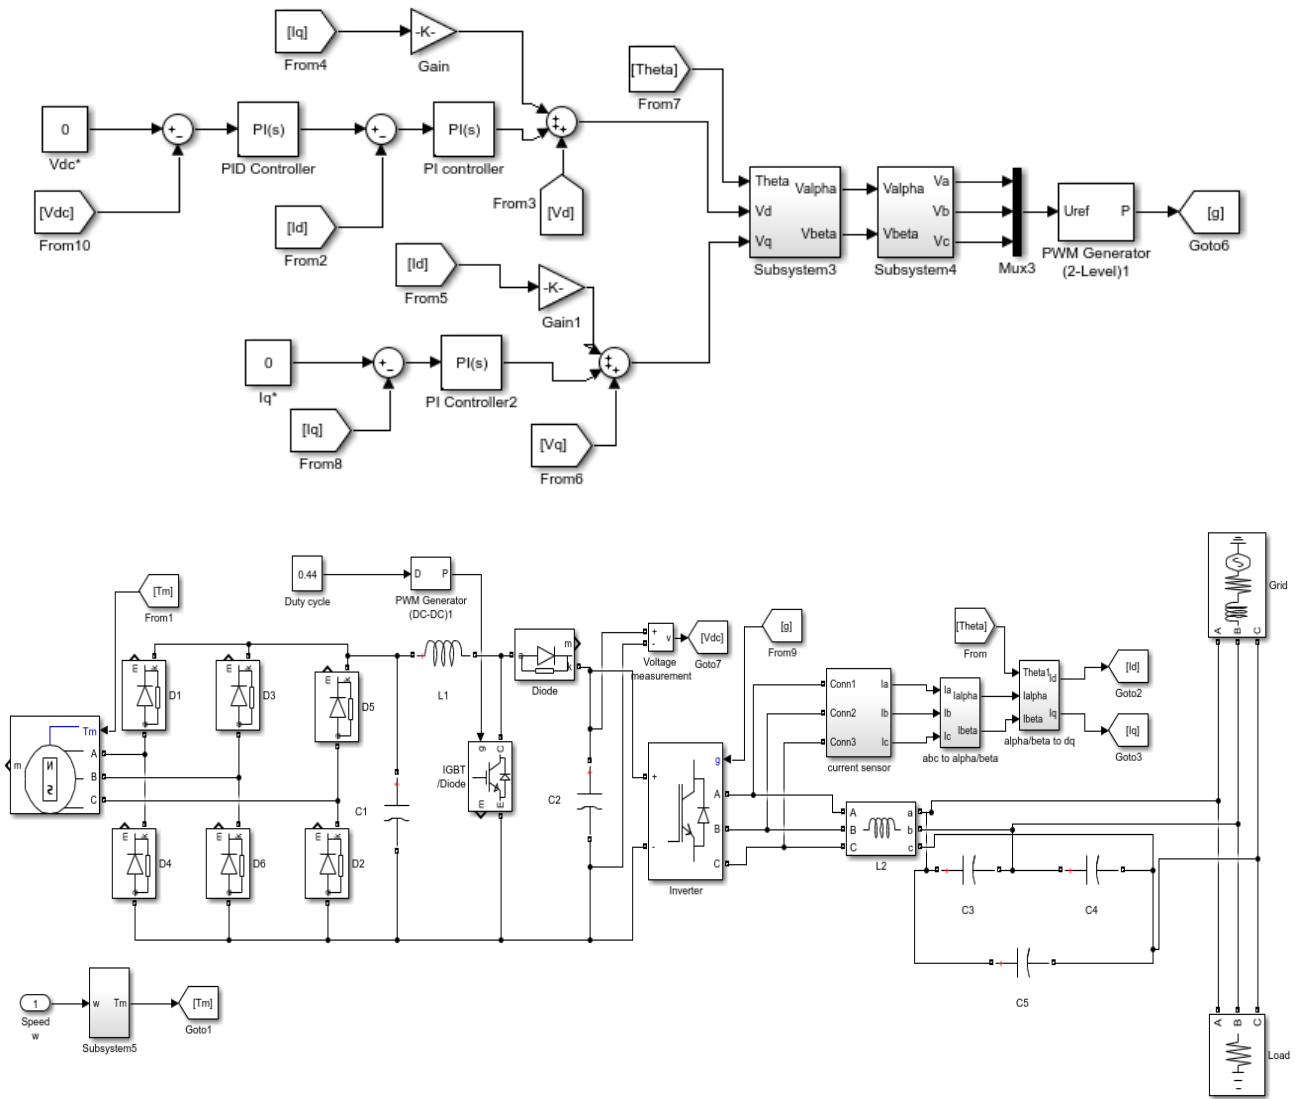 [Iq]
From4
-K-
Gain
[Theta]
From7
0
Vdc*
+
−
PI(s)
PID Controller
+
−
PI(s)
PI controller
+
+
+
[Vdc]
From10
[Id]
From2
From3
[Vd]
Theta
Vd
Vq
Valpha
Vbeta
Subsystem3
Valpha
Vbeta
Va
Vb
Vc
Subsystem4
Mux3
Uref P
PWM Generator
(2-Level)1
[g]
Goto6
[Id]
From5
-K-
Gain1
0
Iq*
+
−
PI(s)
PI Controller2
+
+
+
[Iq]
From8
[Vq]
From6
[Tm]
From1
0.44
Duty cycle
D P
PWM Generator
(DC-DC)1
m k
a
D1
m k
a
D3
m k
a
D5
L1
a
m
k
Diode
+
-
v
Voltage
measurement
[Vdc]
Goto7
[g]
From9
[Theta]
From
Grid
A B C
Conn1
Conn2
Conn3
Ia
Ib
Ic
current sensor
Ia
Ib
Ic
Ialpha
Ibeta
abc to alpha/beta
Theta1
Ialpha
Ibeta
Id
Iq
alpha/beta to dq
[Id]
Goto2
[Iq]
Goto3
m
N
S
Tm
A
B
C
C1
g C
m E
IGBT
/Diode
C2
+
-
g
A
B
C
Inverter
A
B
C
a
b
c
L2
m k
a
D4
m k
a
D6
m k
a
D2
C3
C4
C5
1
Speed
w
w Tm
Subsystem5
[Tm]
Goto1
A B C
Load